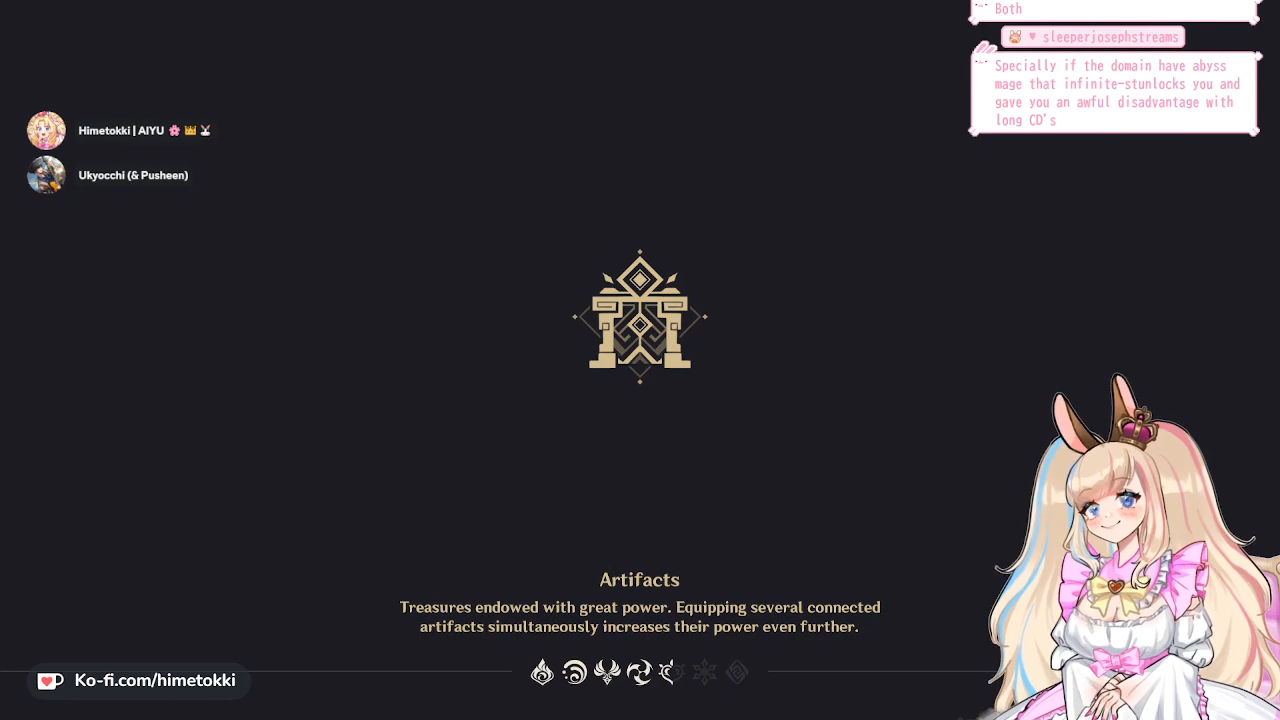 Both
♥ sleeperjosephstreams
Specially if the domain have abyss
mage that infinite-stunlocks you and
gave you an awful disadvantage with
long CD's
Himetokki | AIYU 🌸 👑 🐰
Ukyocchi (& Pusheen)
Artifacts
Treasures endowed with great power. Equipping several connected
artifacts simultaneously increases their power even further.
Ko-fi.com/himetokki